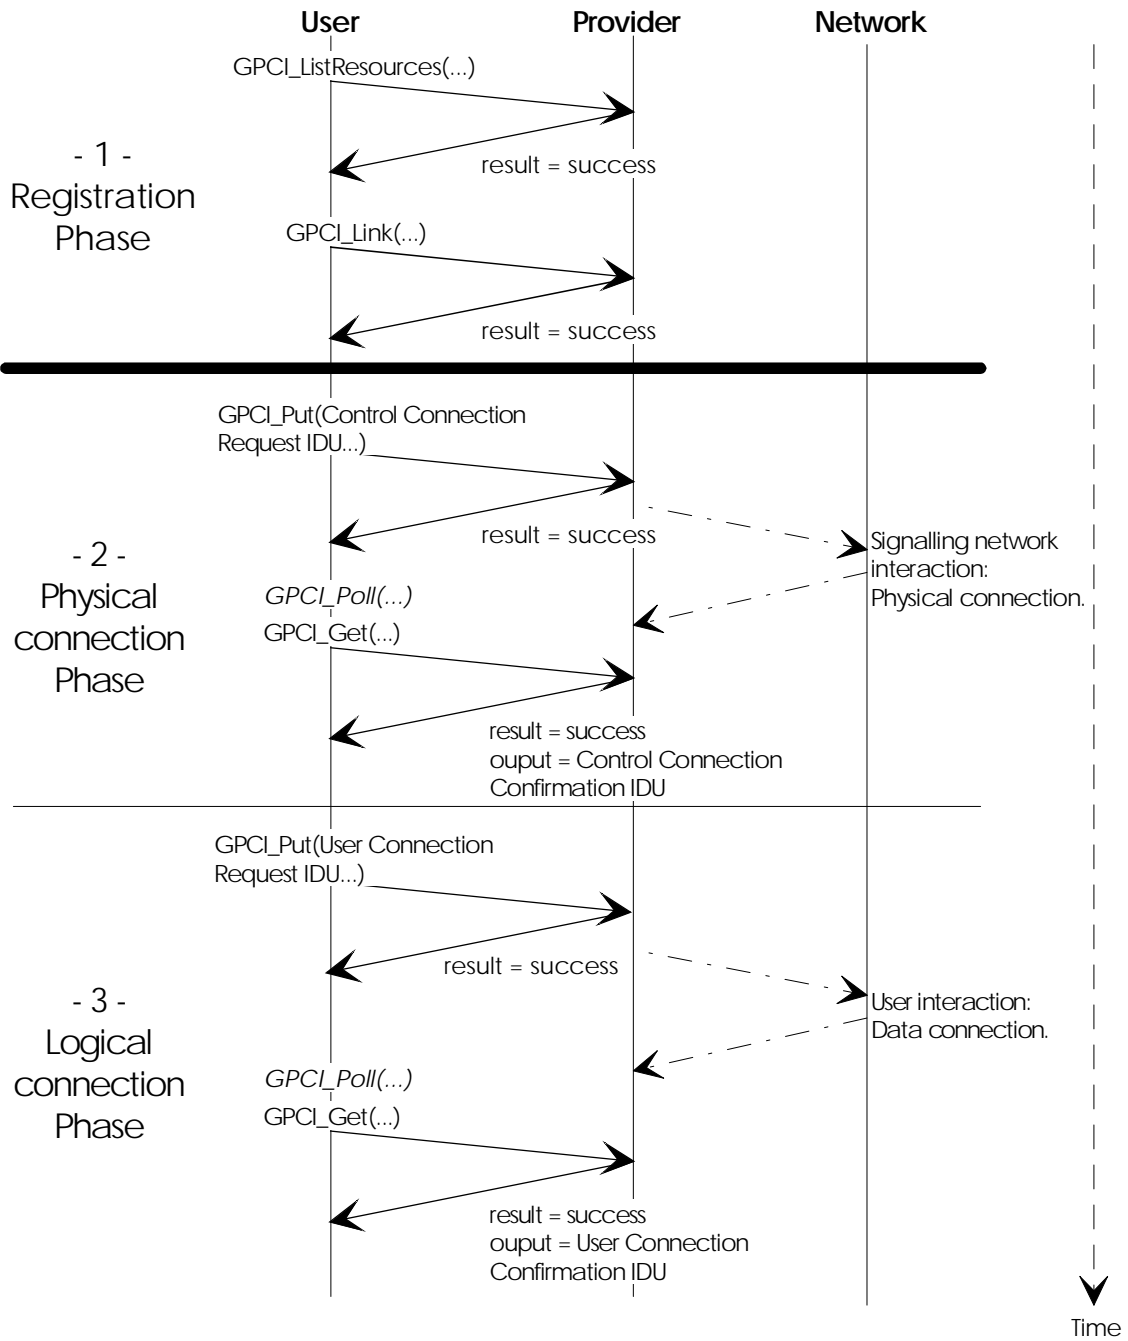 User Provider Network
GPCI_ListResources(...)
result = success
- 1 -
Registration
Phase
GPCI_Link(...)
result = success
GPCI_Put(Control Connection
Request IDU...)
result = success
Signalling network
interaction:
Physical connection.
- 2 -
Physical
connection
Phase
GPCI_Poll(...)
GPCI_Get(...)
result = success
ouput = Control Connection
Confirmation IDU
GPCI_Put(User Connection
Request IDU...)
result = success
User interaction:
Data connection.
- 3 -
Logical
connection
Phase
GPCI_Poll(...)
GPCI_Get(...)
result = success
ouput = User Connection
Confirmation IDU
Time